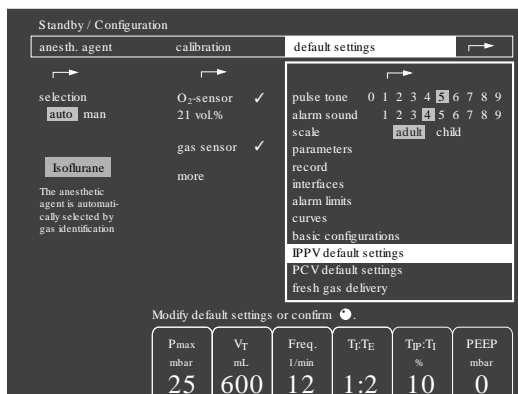 Standby / Configuration
anesth. agent calibration default settings
selection
auto man
Isoflurane
The anesthetic
agent is automati-
cally selected by
gas identification
O₂-sensor ✓
21 vol.%
gas sensor ✓
more
pulse tone 0 1 2 3 4 5 6 7 8 9
alarm sound 1 2 3 4 5 6 7 8 9
scale adult child
parameters
record
interfaces
alarm limits
curves
basic configurations
IPPV default settings
PCV default settings
fresh gas delivery
Modify default settings or confirm .
Pmax VT Freq. TI:TE TIP:TI PEEP
mbar mL 1/min % mbar
25 600 12 1:2 10 0